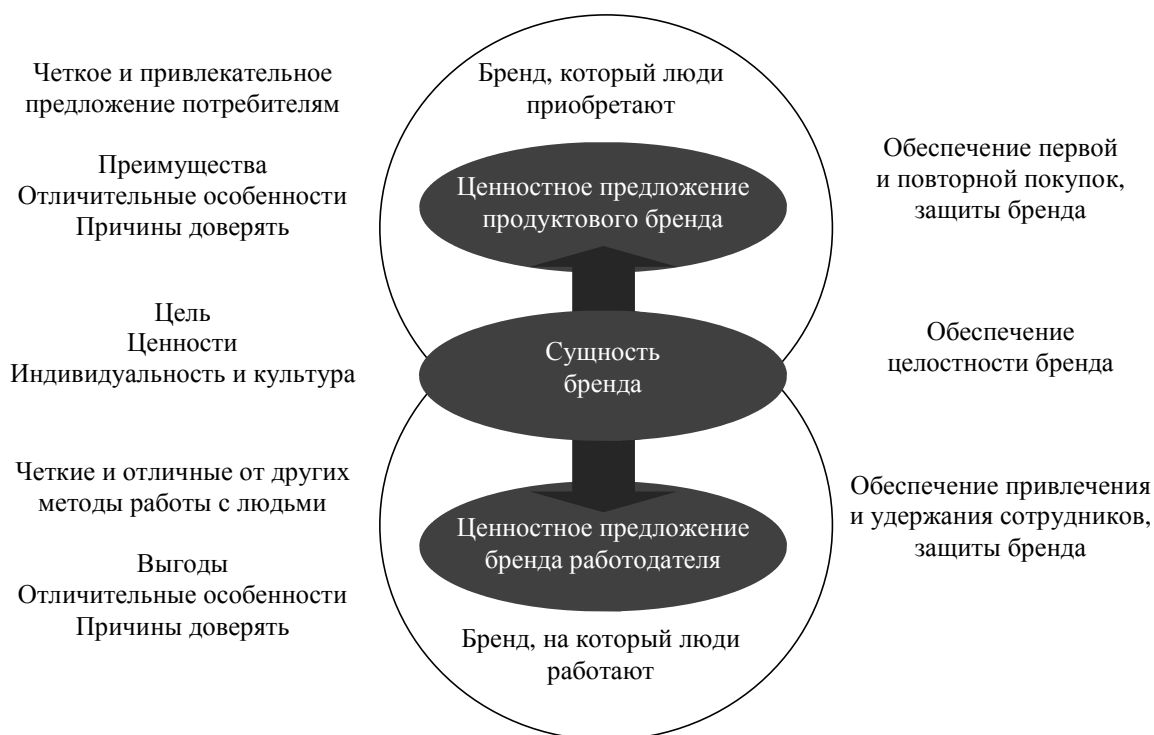 Четкое и привлекательное
предложение потребителям
Преимущества
Отличительные особенности
Причины доверять
Цель
Ценности
Индивидуальность и культура
Четкие и отличные от других
методы работы с людьми
Выгоды
Отличительные особенности
Причины доверять
Бренд, который люди
приобретают
Ценностное предложение
продуктового бренда
Сущность
бренда
Ценностное предложение
бренда работодателя
Бренд, на который люди
работают
Обеспечение первой
и повторной покупок,
защиты бренда
Обеспечение
целостности бренда
Обеспечение привлечения
и удержания сотрудников,
защиты бренда